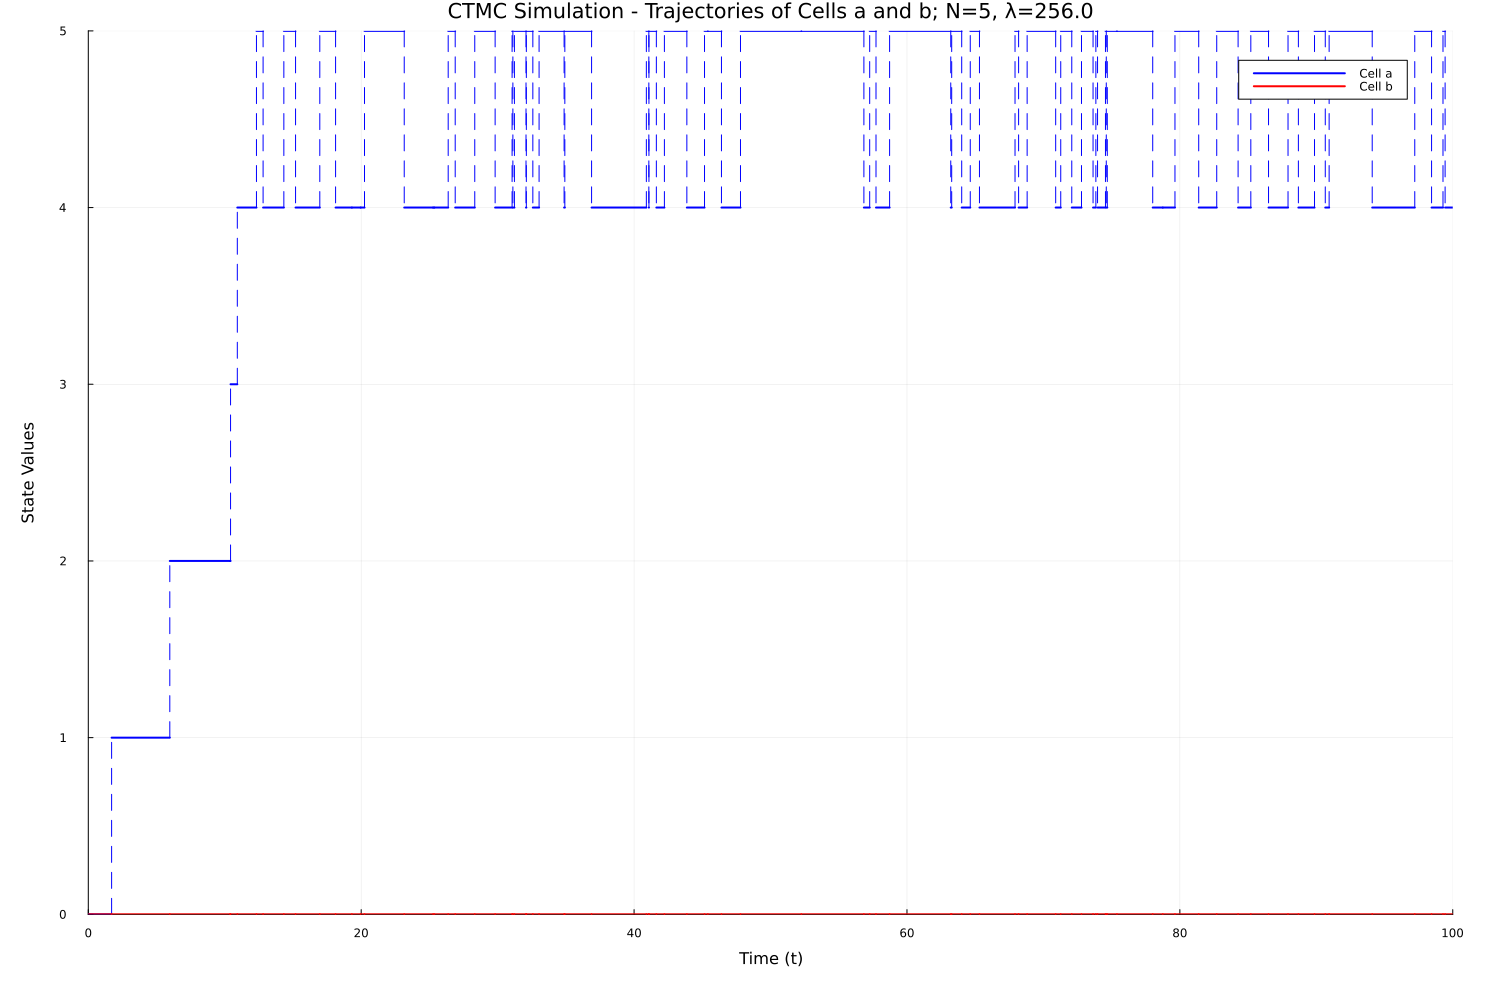 CTMC Simulation - Trajectories of Cells a and b; N=5, λ=256.0
5
4
3
2
1
0
State Values
Cell a
Cell b
0 20 40 60 80 100
Time (t)